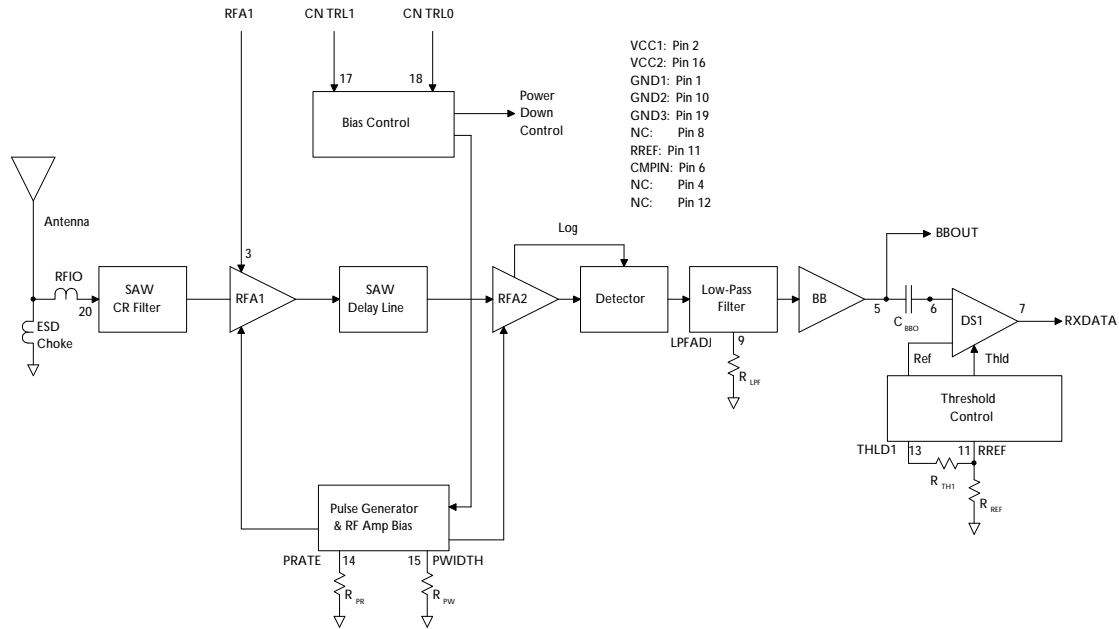 RFA1
CN TRL1
CN TRL0
VCC1: Pin 2
VCC2: Pin 16
GND1: Pin 1
GND2: Pin 10
GND3: Pin 19
NC: Pin 8
RREF: Pin 11
CMPIN: Pin 6
NC: Pin 4
NC: Pin 12
17
18
Bias Control
Power
Down
Control
Antenna
Log
BBOUT
3
RFIO
20
SAW
CR Filter
RFA1
SAW
Delay Line
RFA2
Detector
Low-Pass
Filter
BB
5
C BBO
6
DS1
7
RXDATA
ESD
Choke
LPFADJ
9
R LPF
Ref
Thld
Threshold
Control
THLD1
13
11
RREF
R TH1
R REF
Pulse Generator
& RF Amp Bias
PRATE
14
15
PWIDTH
R PR
R PW